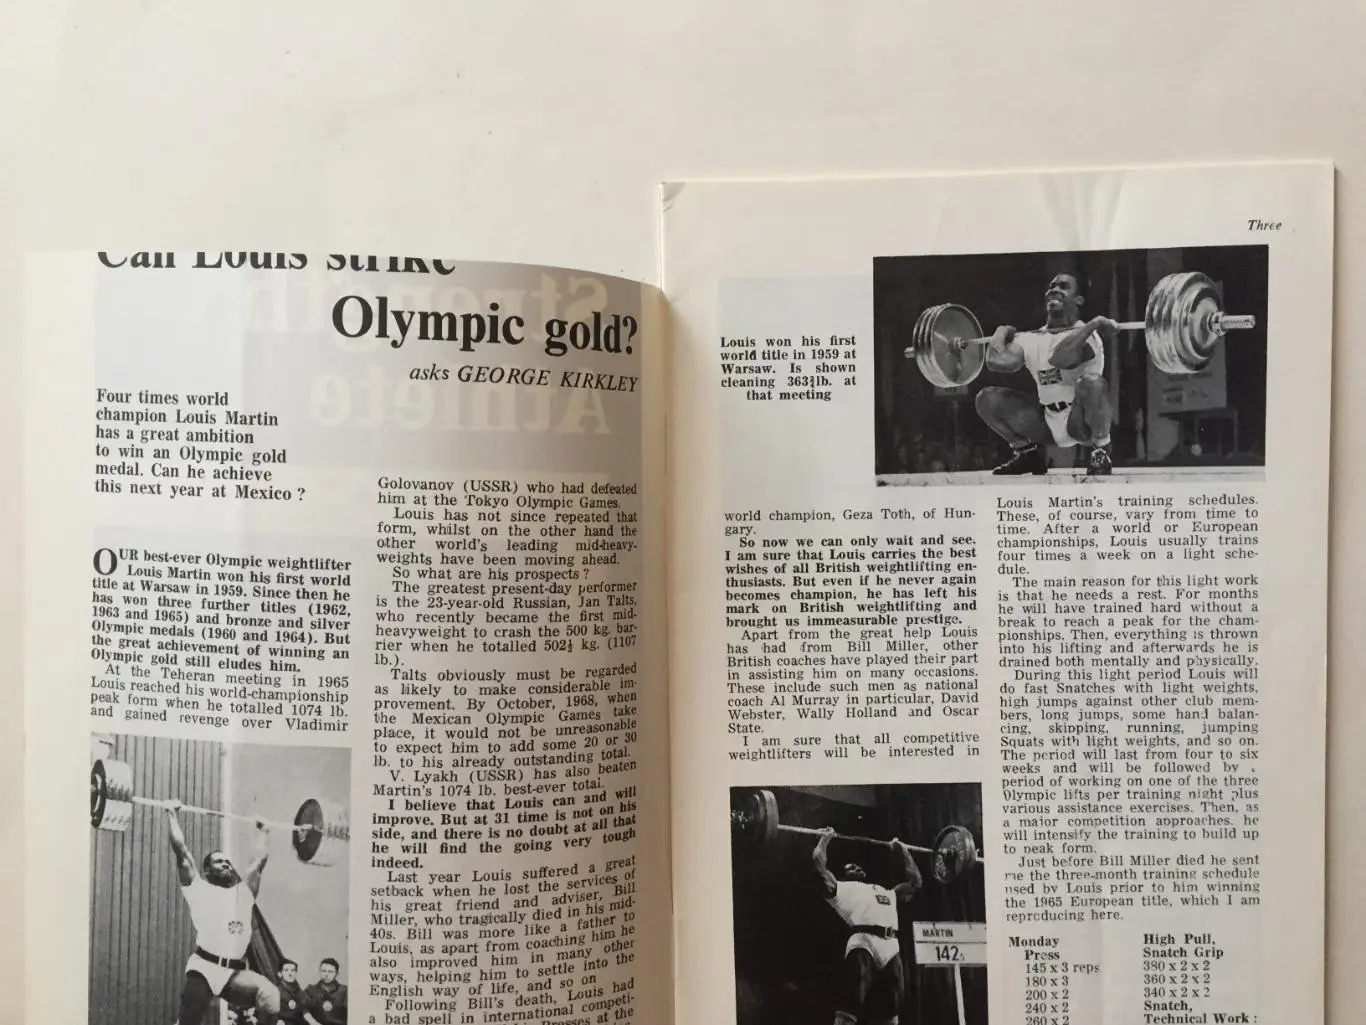 Can Louis strike
Olympic gold?
asks GEORGE KIRKLEY
Four times world
champion Louis Martin
has a great ambition
to win an Olympic gold
medal. Can he achieve
this next year at Mexico ?
OUR best-ever Olympic weightlifter
Louis Martin won his first world
title at Warsaw in 1959. Since then he
has won three further titles (1962,
1963 and 1965) and bronze and silver
Olympic medals (1960 and 1964). But
the great achievement of winning an
Olympic gold still eludes him.
At the Teheran meeting in 1965
Louis reached his world-championship
peak form when he totalled 1074 lb.
and gained revenge over Vladimir
Golovanov (USSR) who had defeated
him at the Tokyo Olympic Games.
Louis has not since repeated that
form, whilst on the other hand the
other world's leading mid-heavy-
weights have been moving ahead.
So what are his prospects ?
The greatest present-day performer
is the 23-year-old Russian, Jan Talts,
who recently became the first mid-
heavyweight to crash the 500 kg. bar-
rier when he totalled 502½ kg. (1107
lb.).
Talts obviously must be regarded
as likely to make considerable im-
provement. By October, 1968, when
the Mexican Olympic Games take
place, it would not be unreasonable
to expect him to add some 20 or 30
lb. to his already outstanding total.
V. Lyakh (USSR) has also beaten
Martin's 1074 lb. best-ever total.
I believe that Louis can and will
improve. But at 31 time is not on his
side, and there is no doubt at all that
he will find the going very tough
indeed.
Last year Louis suffered a great
setback when he lost the services of
his great friend and adviser, Bill
Miller, who tragically died in his mid-
40s. Bill was more like a father to
Louis, as apart from coaching him he
also improved him in many other
ways, helping him to settle into the
English way of life, and so on
Following Bill's death, Louis had
a bad spell in international competi-
Presses at the
Three
Louis won his first
world title in 1959 at
Warsaw. Is shown
cleaning 363¾lb. at
that meeting
world champion, Geza Toth, of Hun-
gary.
So now we can only wait and see.
I am sure that Louis carries the best
wishes of all British weightlifting en-
thusiasts. But even if he never again
becomes champion, he has left his
mark on British weightlifting and
brought us immeasurable prestige.
Apart from the great help Louis
has had from Bill Miller, other
British coaches have played their part
in assisting him on many occasions.
These include such men as national
coach Al Murray in particular, David
Webster, Wally Holland and Oscar
State.
I am sure that all competitive
weightlifters will be interested in
MARTIN
142.5
Louis Martin's training schedules.
These, of course, vary from time to
time. After a world or European
championships, Louis usually trains
four times a week on a light sche-
dule.
The main reason for this light work
is that he needs a rest. For months
he will have trained hard without a
break to reach a peak for the cham-
pionships. Then, everything is thrown
into his lifting and afterwards he is
drained both mentally and physically.
During this light period Louis will
do fast Snatches with light weights,
high jumps against other club mem-
bers, long jumps, some hand balan-
cing, skipping, running, jumping
Squats with light weights, and so on.
The period will last from four to six
weeks and will be followed by
period of working on one of the three
Olympic lifts per training night plus
various assistance exercises. Then, as
a major competition approaches, he
will intensify the training to build up
to peak form.
Just before Bill Miller died he sent
me the three-month training schedule
used by Louis prior to him winning
the 1965 European title, which I am
reproducing here.
Monday
Press
145 x 3 reps
180 x 3
200 x 2
240 x 2
260 x 2
High Pull,
Snatch Grip
380 x 2 x 2
360 x 2 x 2
340 x 2 x 2
Snatch,
Technical Work :